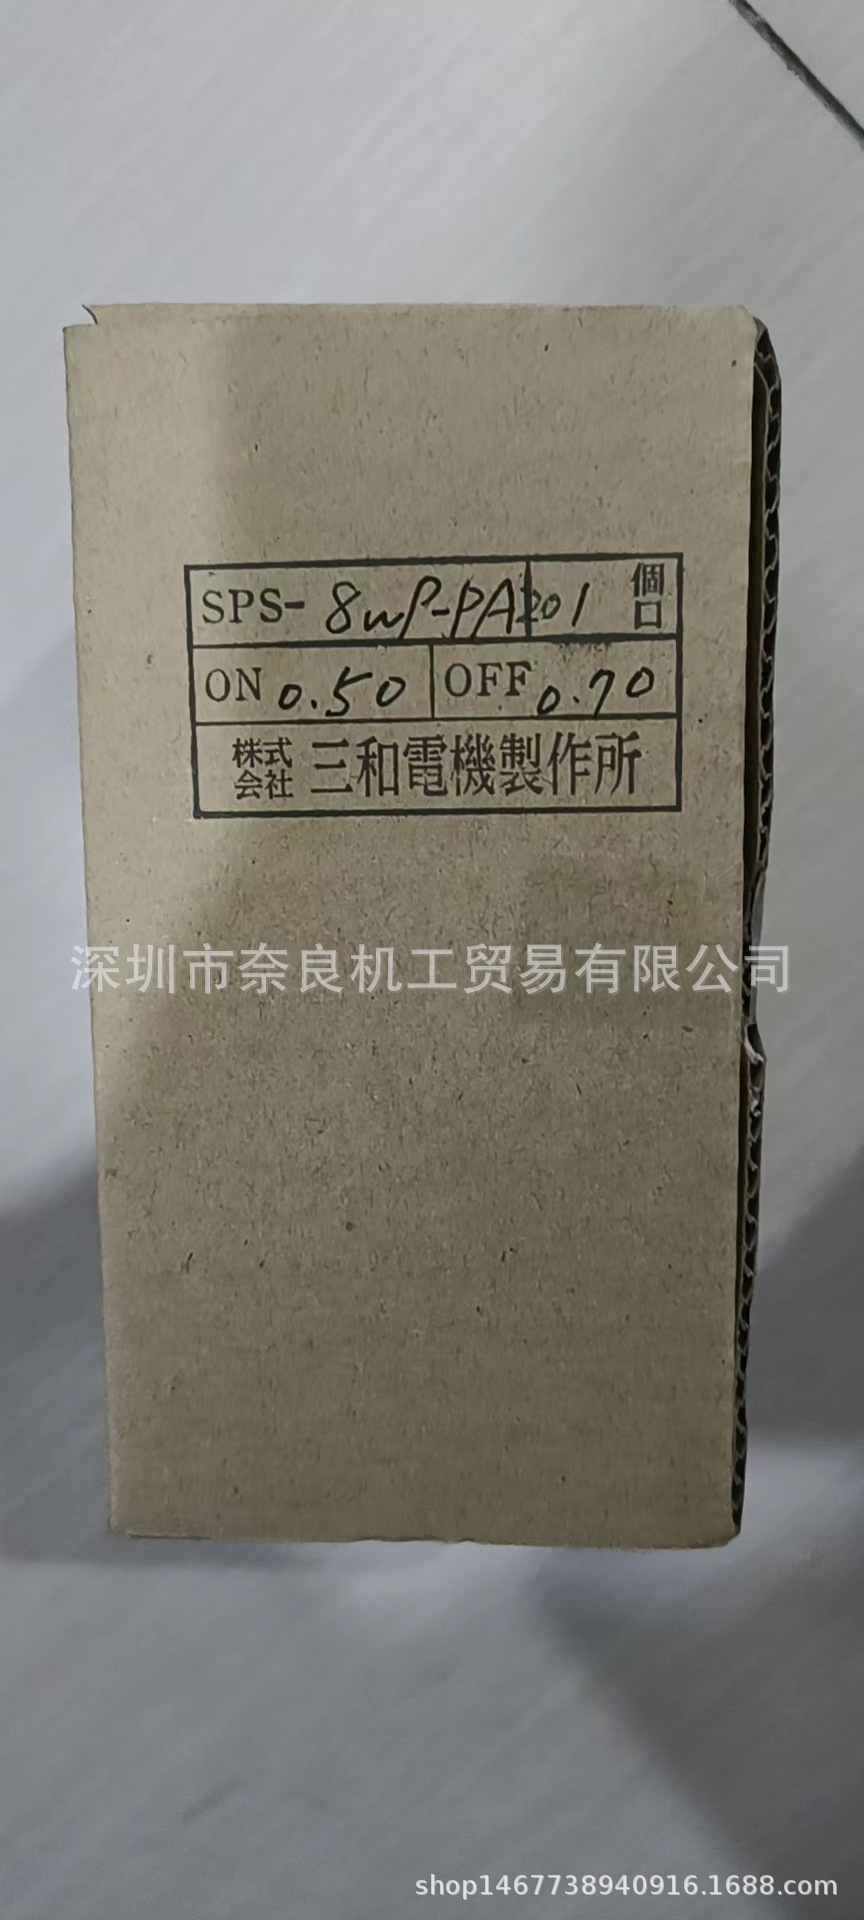 SPS- 8WP-PA 201 個口
ON 0.50 OFF 0.70
株式会社 三和電機製作所
深圳市奈良机工贸易有限公司
shop1467738940916.1688.com